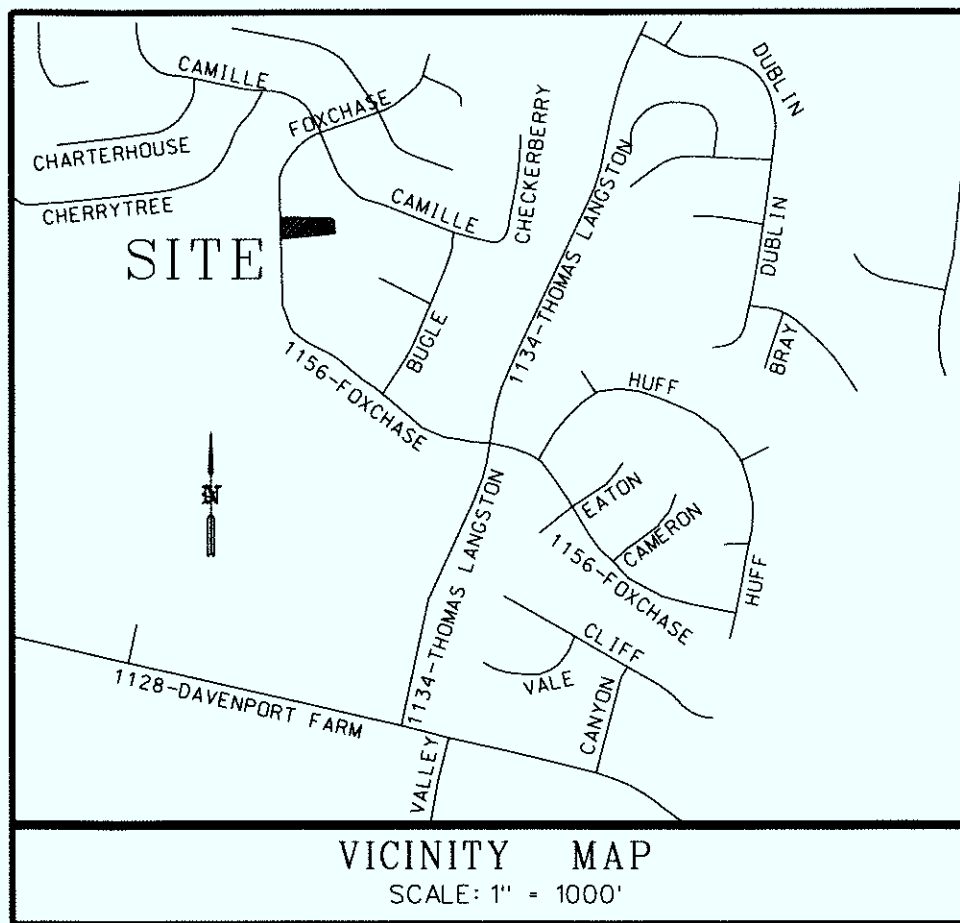 CAMILLE
FOXCHASE
CHARTERHOUSE
CHERRYTREE
SITE
CAMILLE
CHECKERBERRY
DUBLIN
1134-THOMAS LANGSTON
DUBLIN
BRAY
BUGLE
1156-FOXCHASE
HUFF
N
EATON
CAMERON
1156-FOXCHASE
HUFF
1134-THOMAS LANGSTON
CLIFF
VALE
CANYON
1128-DAVENPORT FARM
VALLEY
VICINITY MAP
SCALE: 1" = 1000'